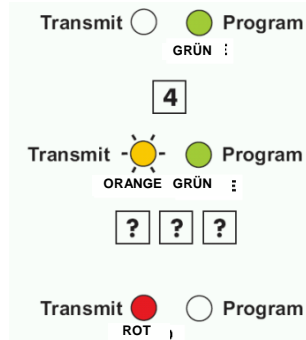 Transmit Program
GRÜN
4
Transmit Program
ORANGE GRÜN
? ? ?
Transmit Program
ROT